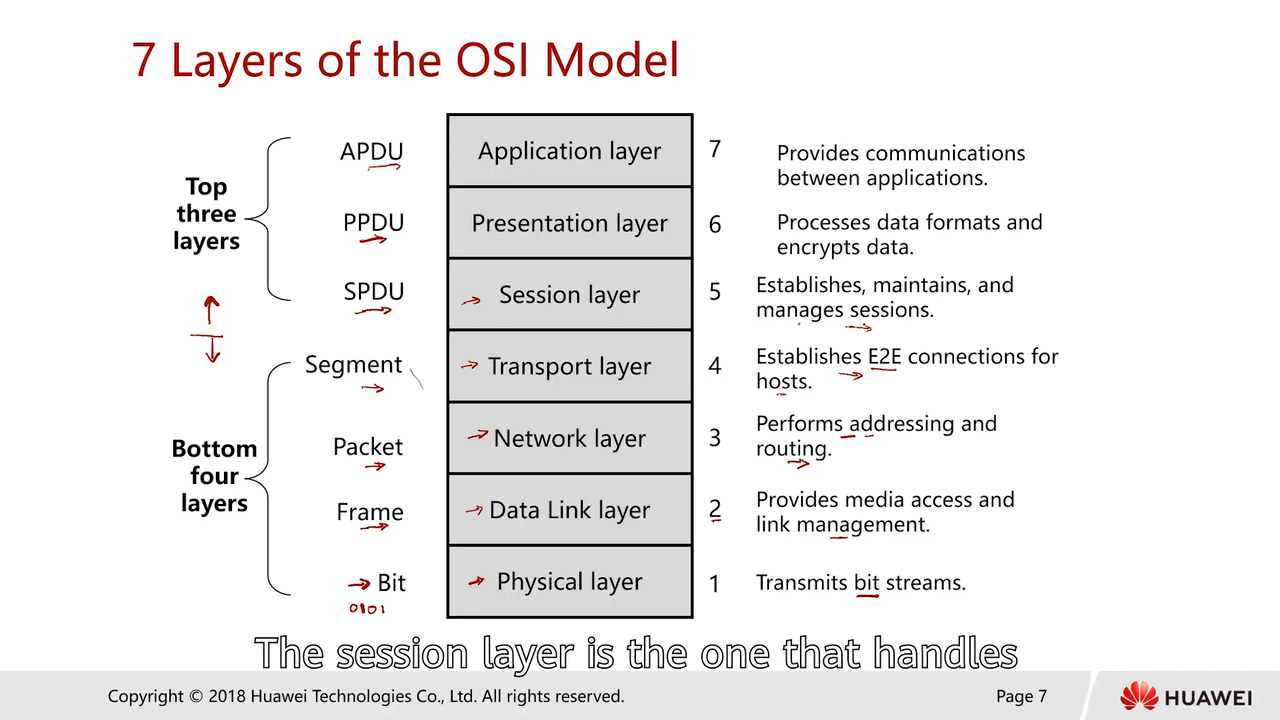 7 Layers of the OSI Model
Top
three
layers
APDU
Application layer
7
Provides communications
between applications.
PPDU
Presentation layer
6
Processes data formats and
encrypts data.
SPDU
Session layer
5
Establishes, maintains, and
manages sessions.
Bottom
four
layers
Segment
Transport layer
4
Establishes E2E connections for
hosts.
Packet
Network layer
3
Performs addressing and
routing.
Frame
Data Link layer
2
Provides media access and
link management.
Bit
0101
Physical layer
1
Transmits bit streams.
The session layer is the one that handles
Copyright © 2018 Huawei Technologies Co., Ltd. All rights reserved.
Page 7
HUAWEI